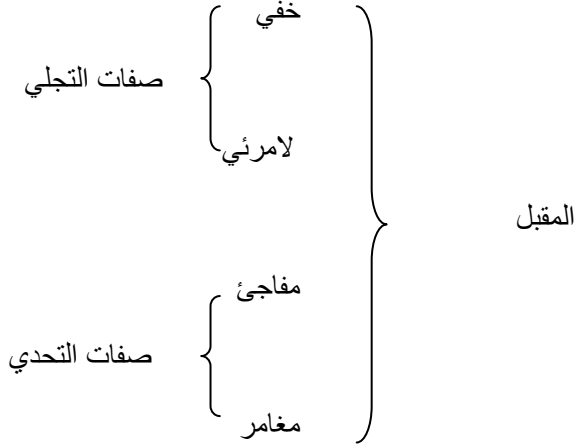 خفي
صفات التجلي
لامرئي
المقبل
مفاجئ
صفات التحدي
مغامر